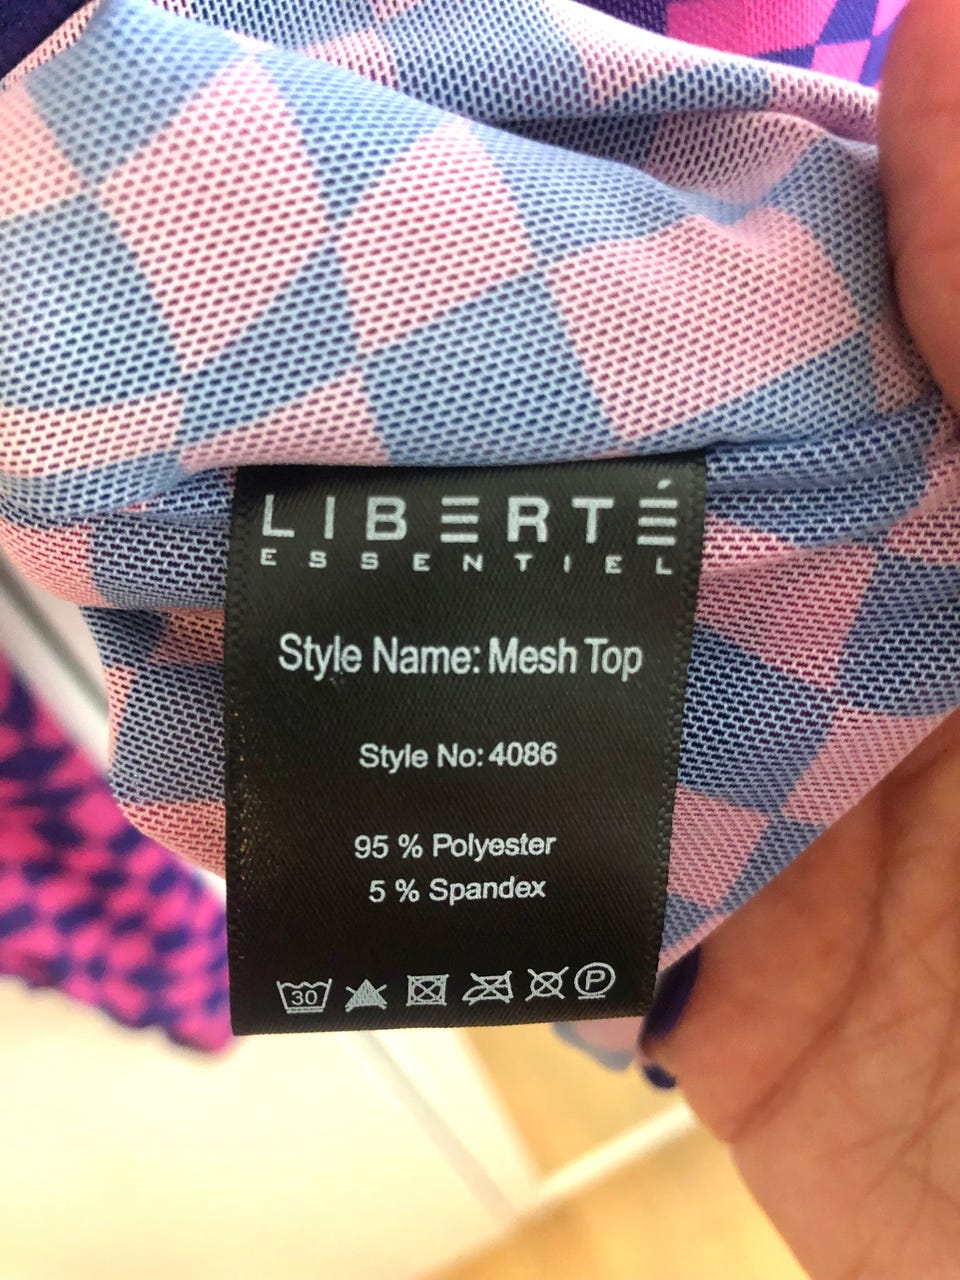 LIBERTÉ
ESSENTIEL
Style Name: Mesh Top
Style No: 4086
95 % Polyester
5 % Spandex
30 P